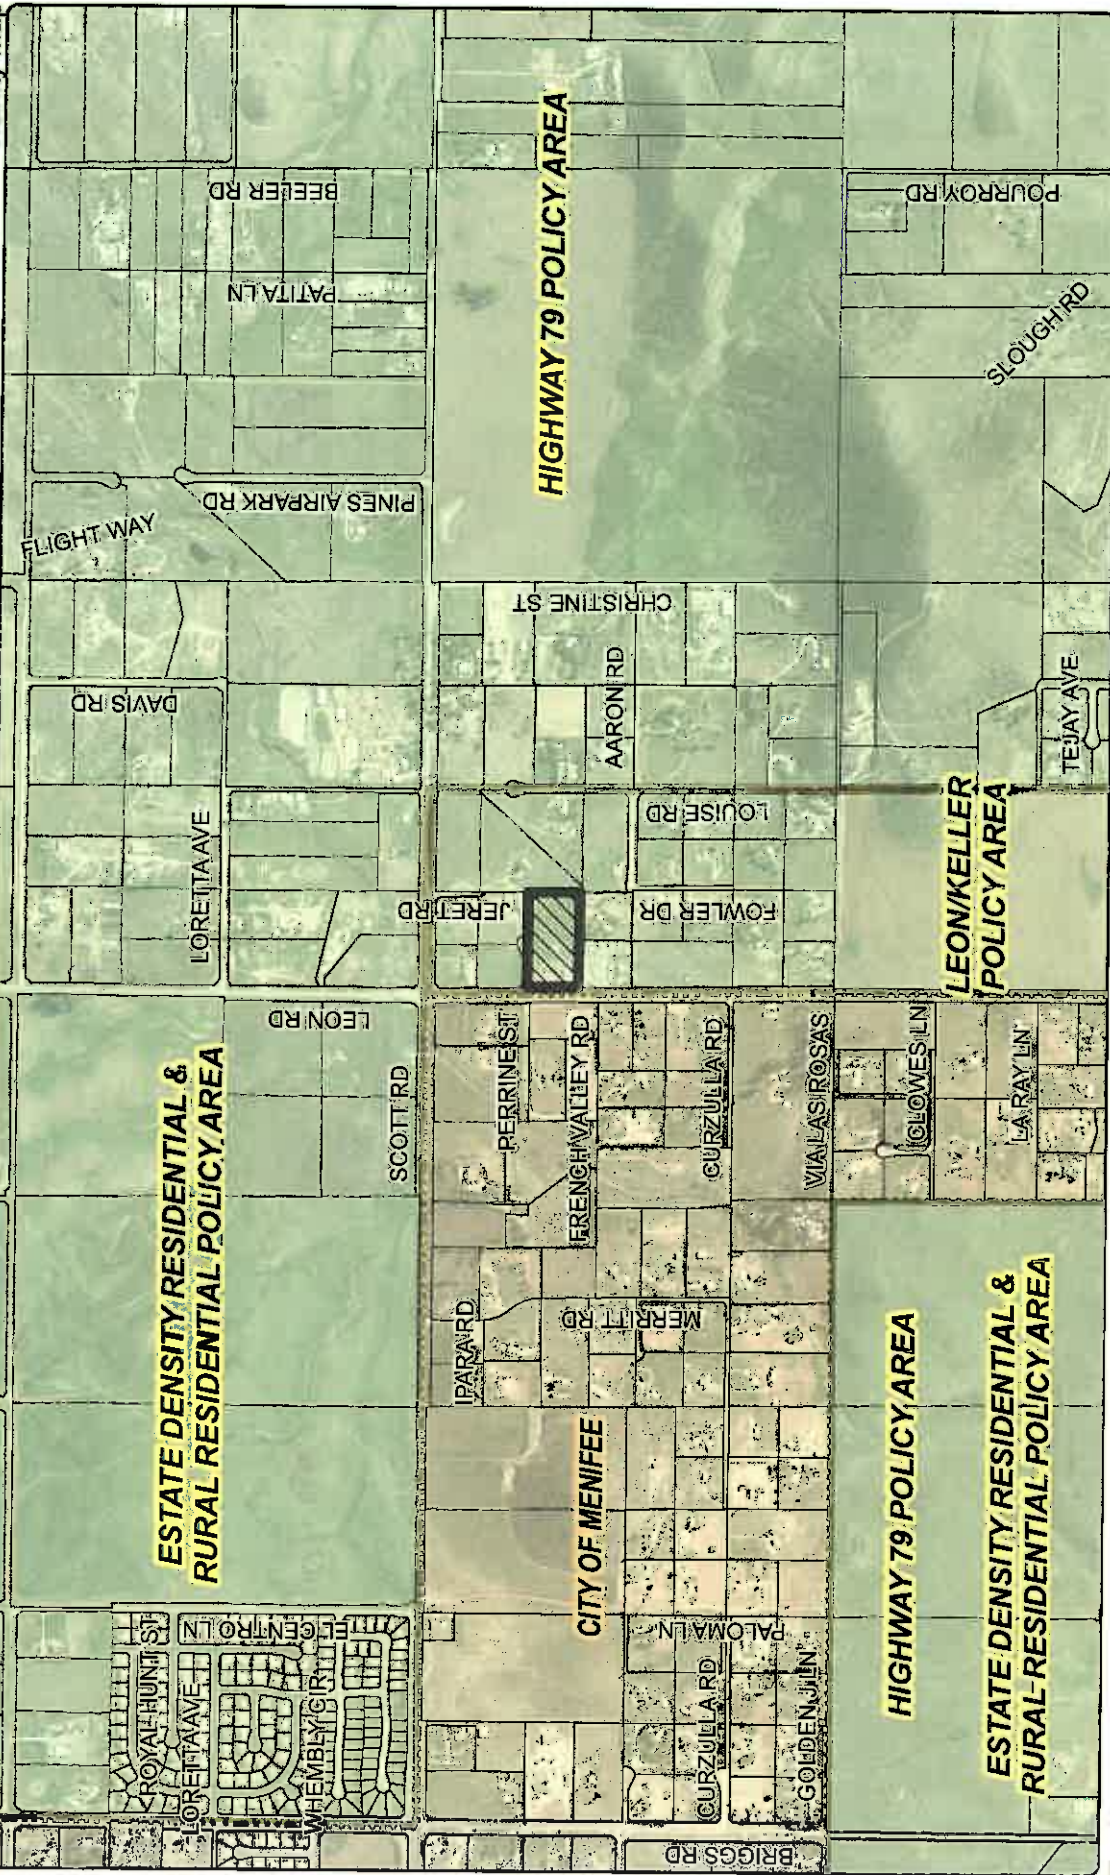 BEELER RD
PATITA LN
FLIGHT WAY
PINES AIRPARK RD
HIGHWAY 79 POLICY AREA
POURROY RD
SLOUGH RD
CHRISTINE ST
AARON RD
DAVIS RD
TEJAY AVE
LORETTA AVE
LOUISE RD
JERET RD
FOWLER DR
LEON/KELLER
POLICY AREA
LEON RD
SCOTT RD
PERRINE ST
FRENCH VALLEY RD
CURZULLA RD
VIA LAS ROSAS
CLOWES LN
LA RAY LN
ESTATE DENSITY RESIDENTIAL &
RURAL RESIDENTIAL POLICY AREA
IPARA RD
MERRITT RD
CITY OF MENIFEE
HIGHWAY 79 POLICY AREA
ESTATE DENSITY RESIDENTIAL &
RURAL RESIDENTIAL POLICY AREA
ROYAL HUNT ST
EL CENTRO LN
LORETTA AVE
WHEMBLY CIR
PALOMA LN
CURZULLA RD
GOLDEN J LN
BRIGGS RD